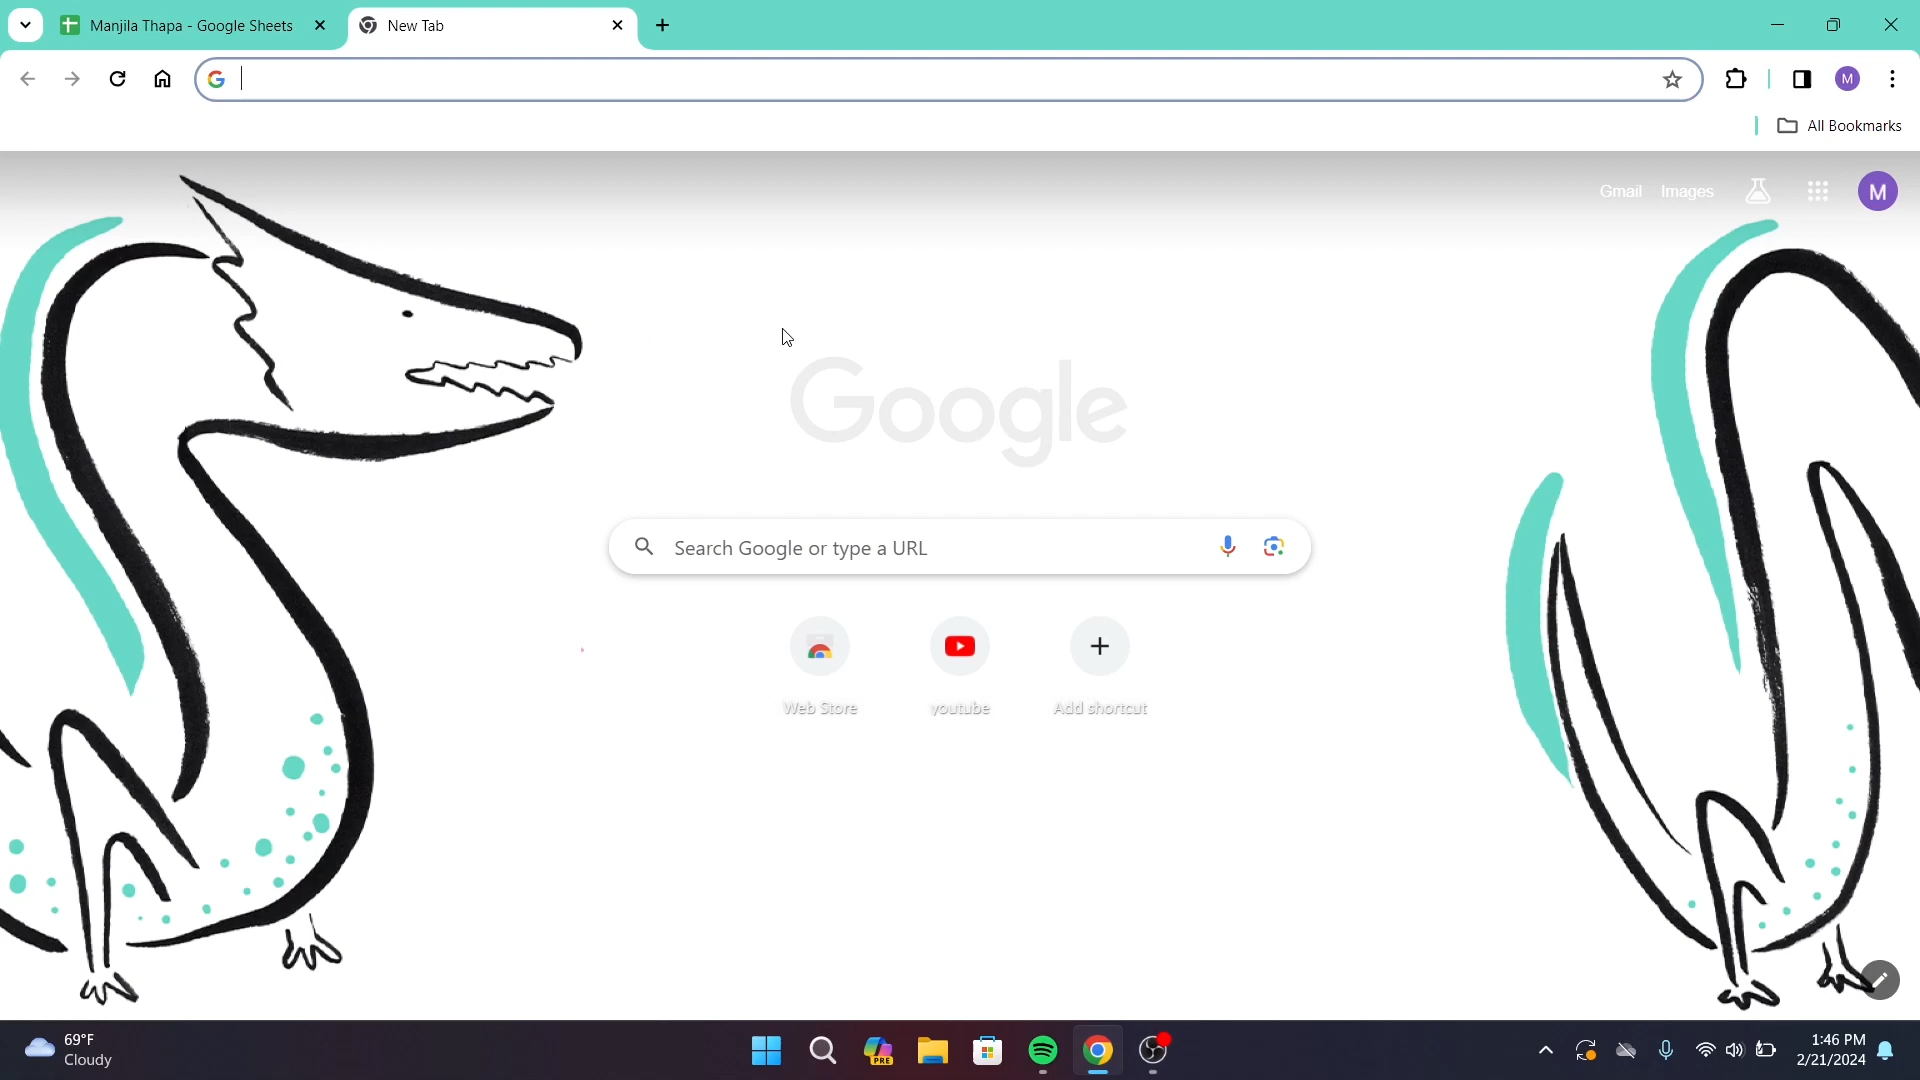 Manjila Thapa - Google Sheets
New Tab
All Bookmarks
Gmail Images
M
M
Google
Search Google or type a URL
Web Store
youtube
Add shortcut
69°F
Cloudy
PRE
1:46 PM
2/21/2024